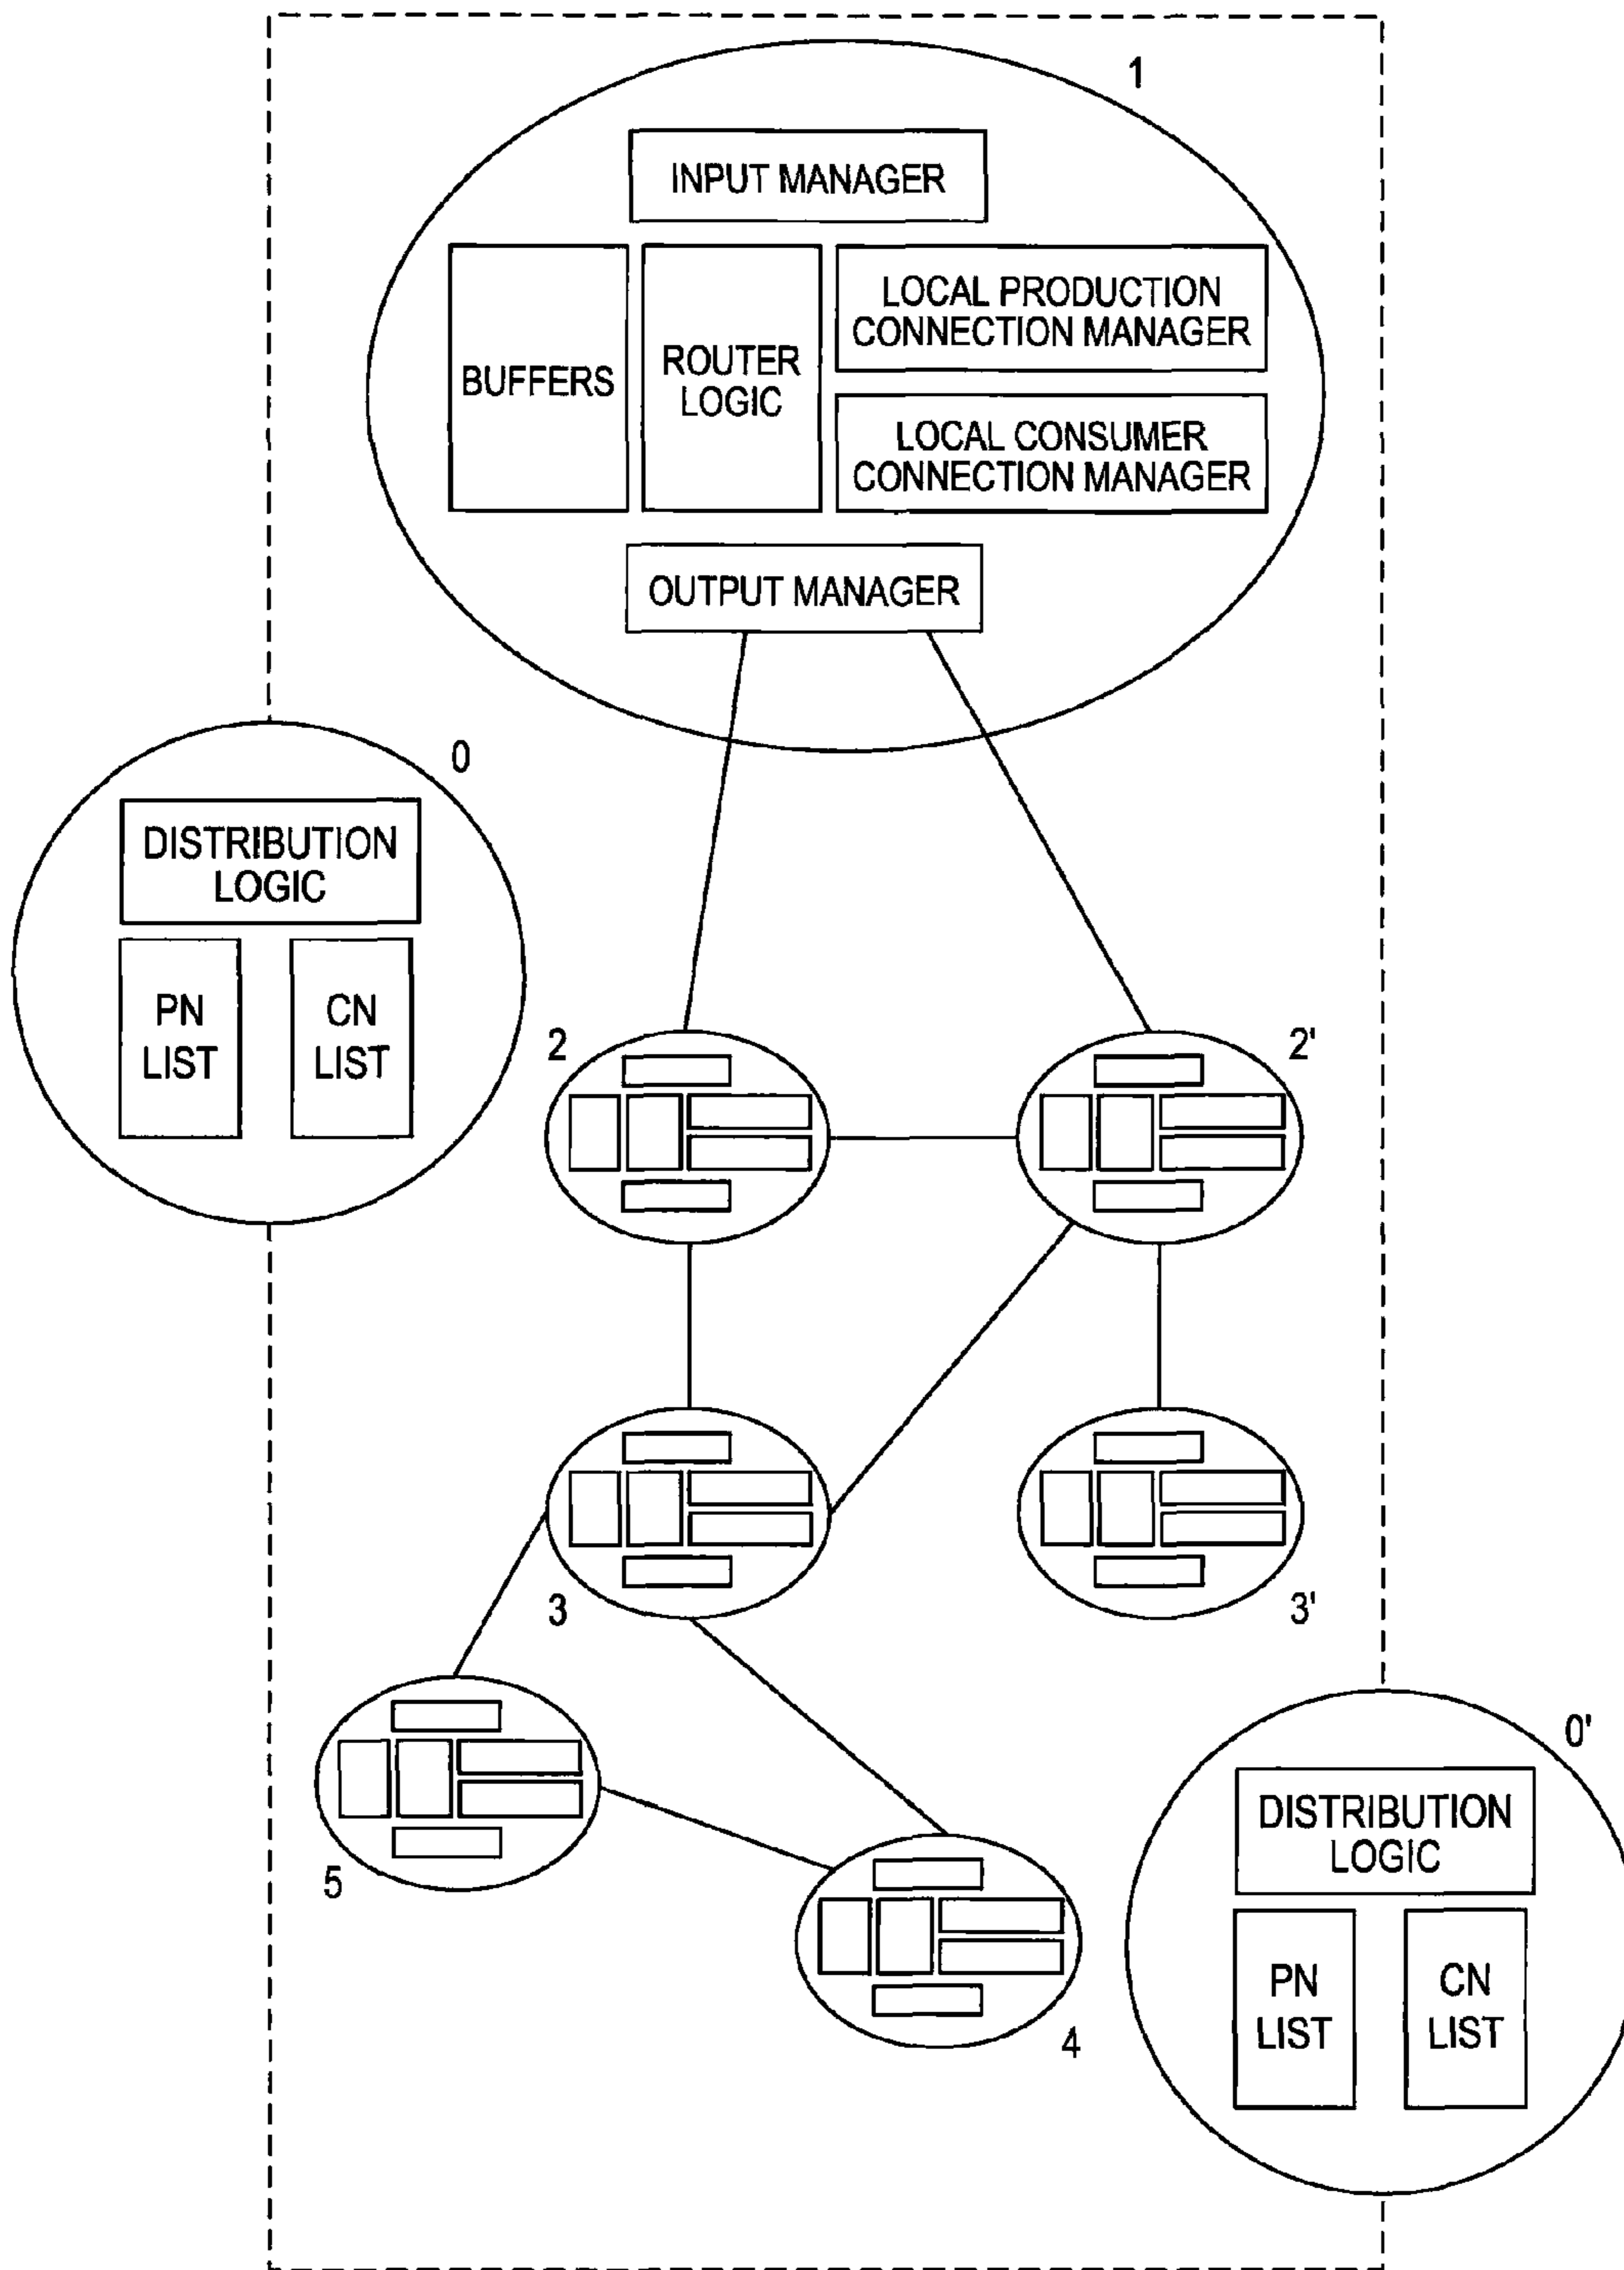 1
INPUT MANAGER
BUFFERS
ROUTER
LOGIC
LOCAL PRODUCTION
CONNECTION MANAGER
LOCAL CONSUMER
CONNECTION MANAGER
OUTPUT MANAGER
0
DISTRIBUTION
LOGIC
PN
LIST
CN
LIST
2
2'
3
3'
5
4
0'
DISTRIBUTION
LOGIC
PN
LIST
CN
LIST